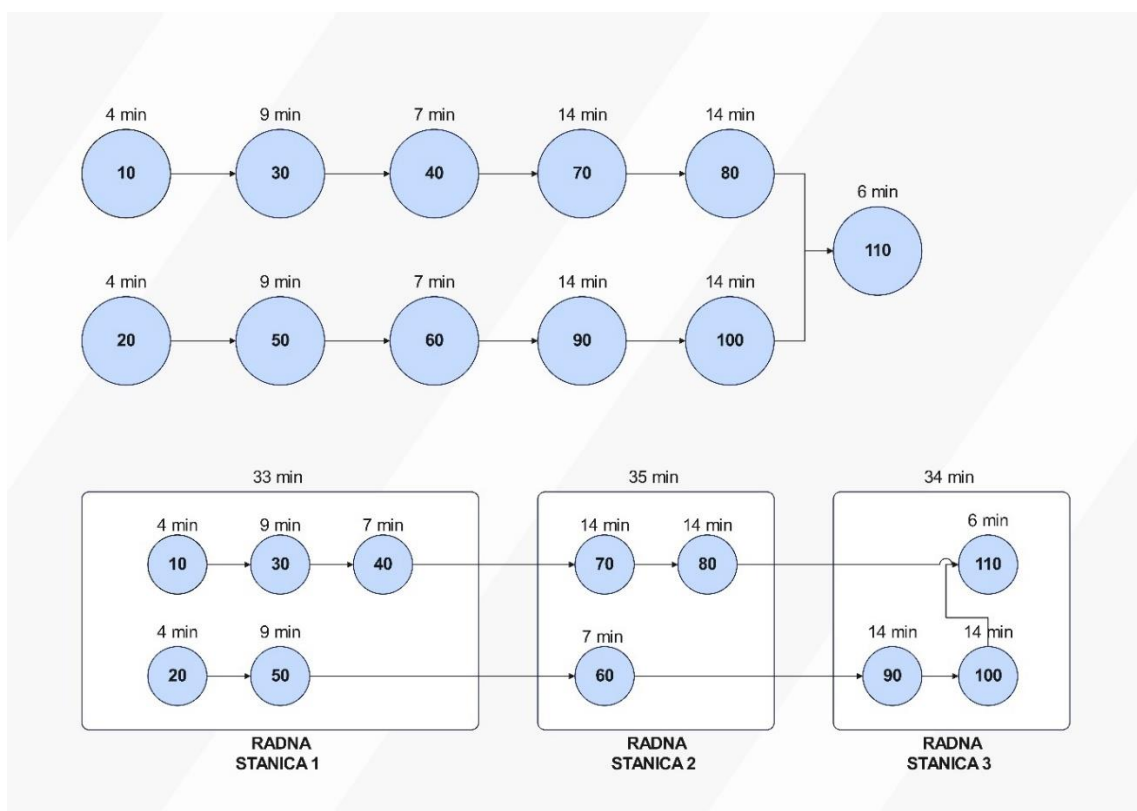 4 min 9 min 7 min 14 min 14 min
10 30 40 70 80
6 min
110
4 min 9 min 7 min 14 min 14 min
20 50 60 90 100
33 min 35 min 34 min
4 min 9 min 7 min 14 min 14 min 6 min
10 30 40 70 80 110
4 min 9 min 7 min 14 min 14 min
20 50 60 90 100
RADNA RADNA RADNA
STANICA 1 STANICA 2 STANICA 3